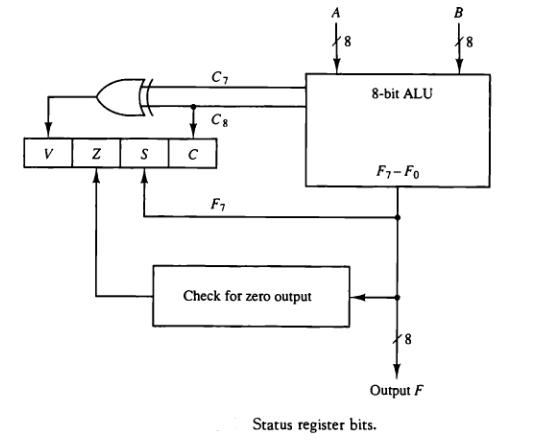 A B
8 8
C7
8-bit ALU
C8
V Z S C
F7–F0
F7
Check for zero output
8
Output F
Status register bits.